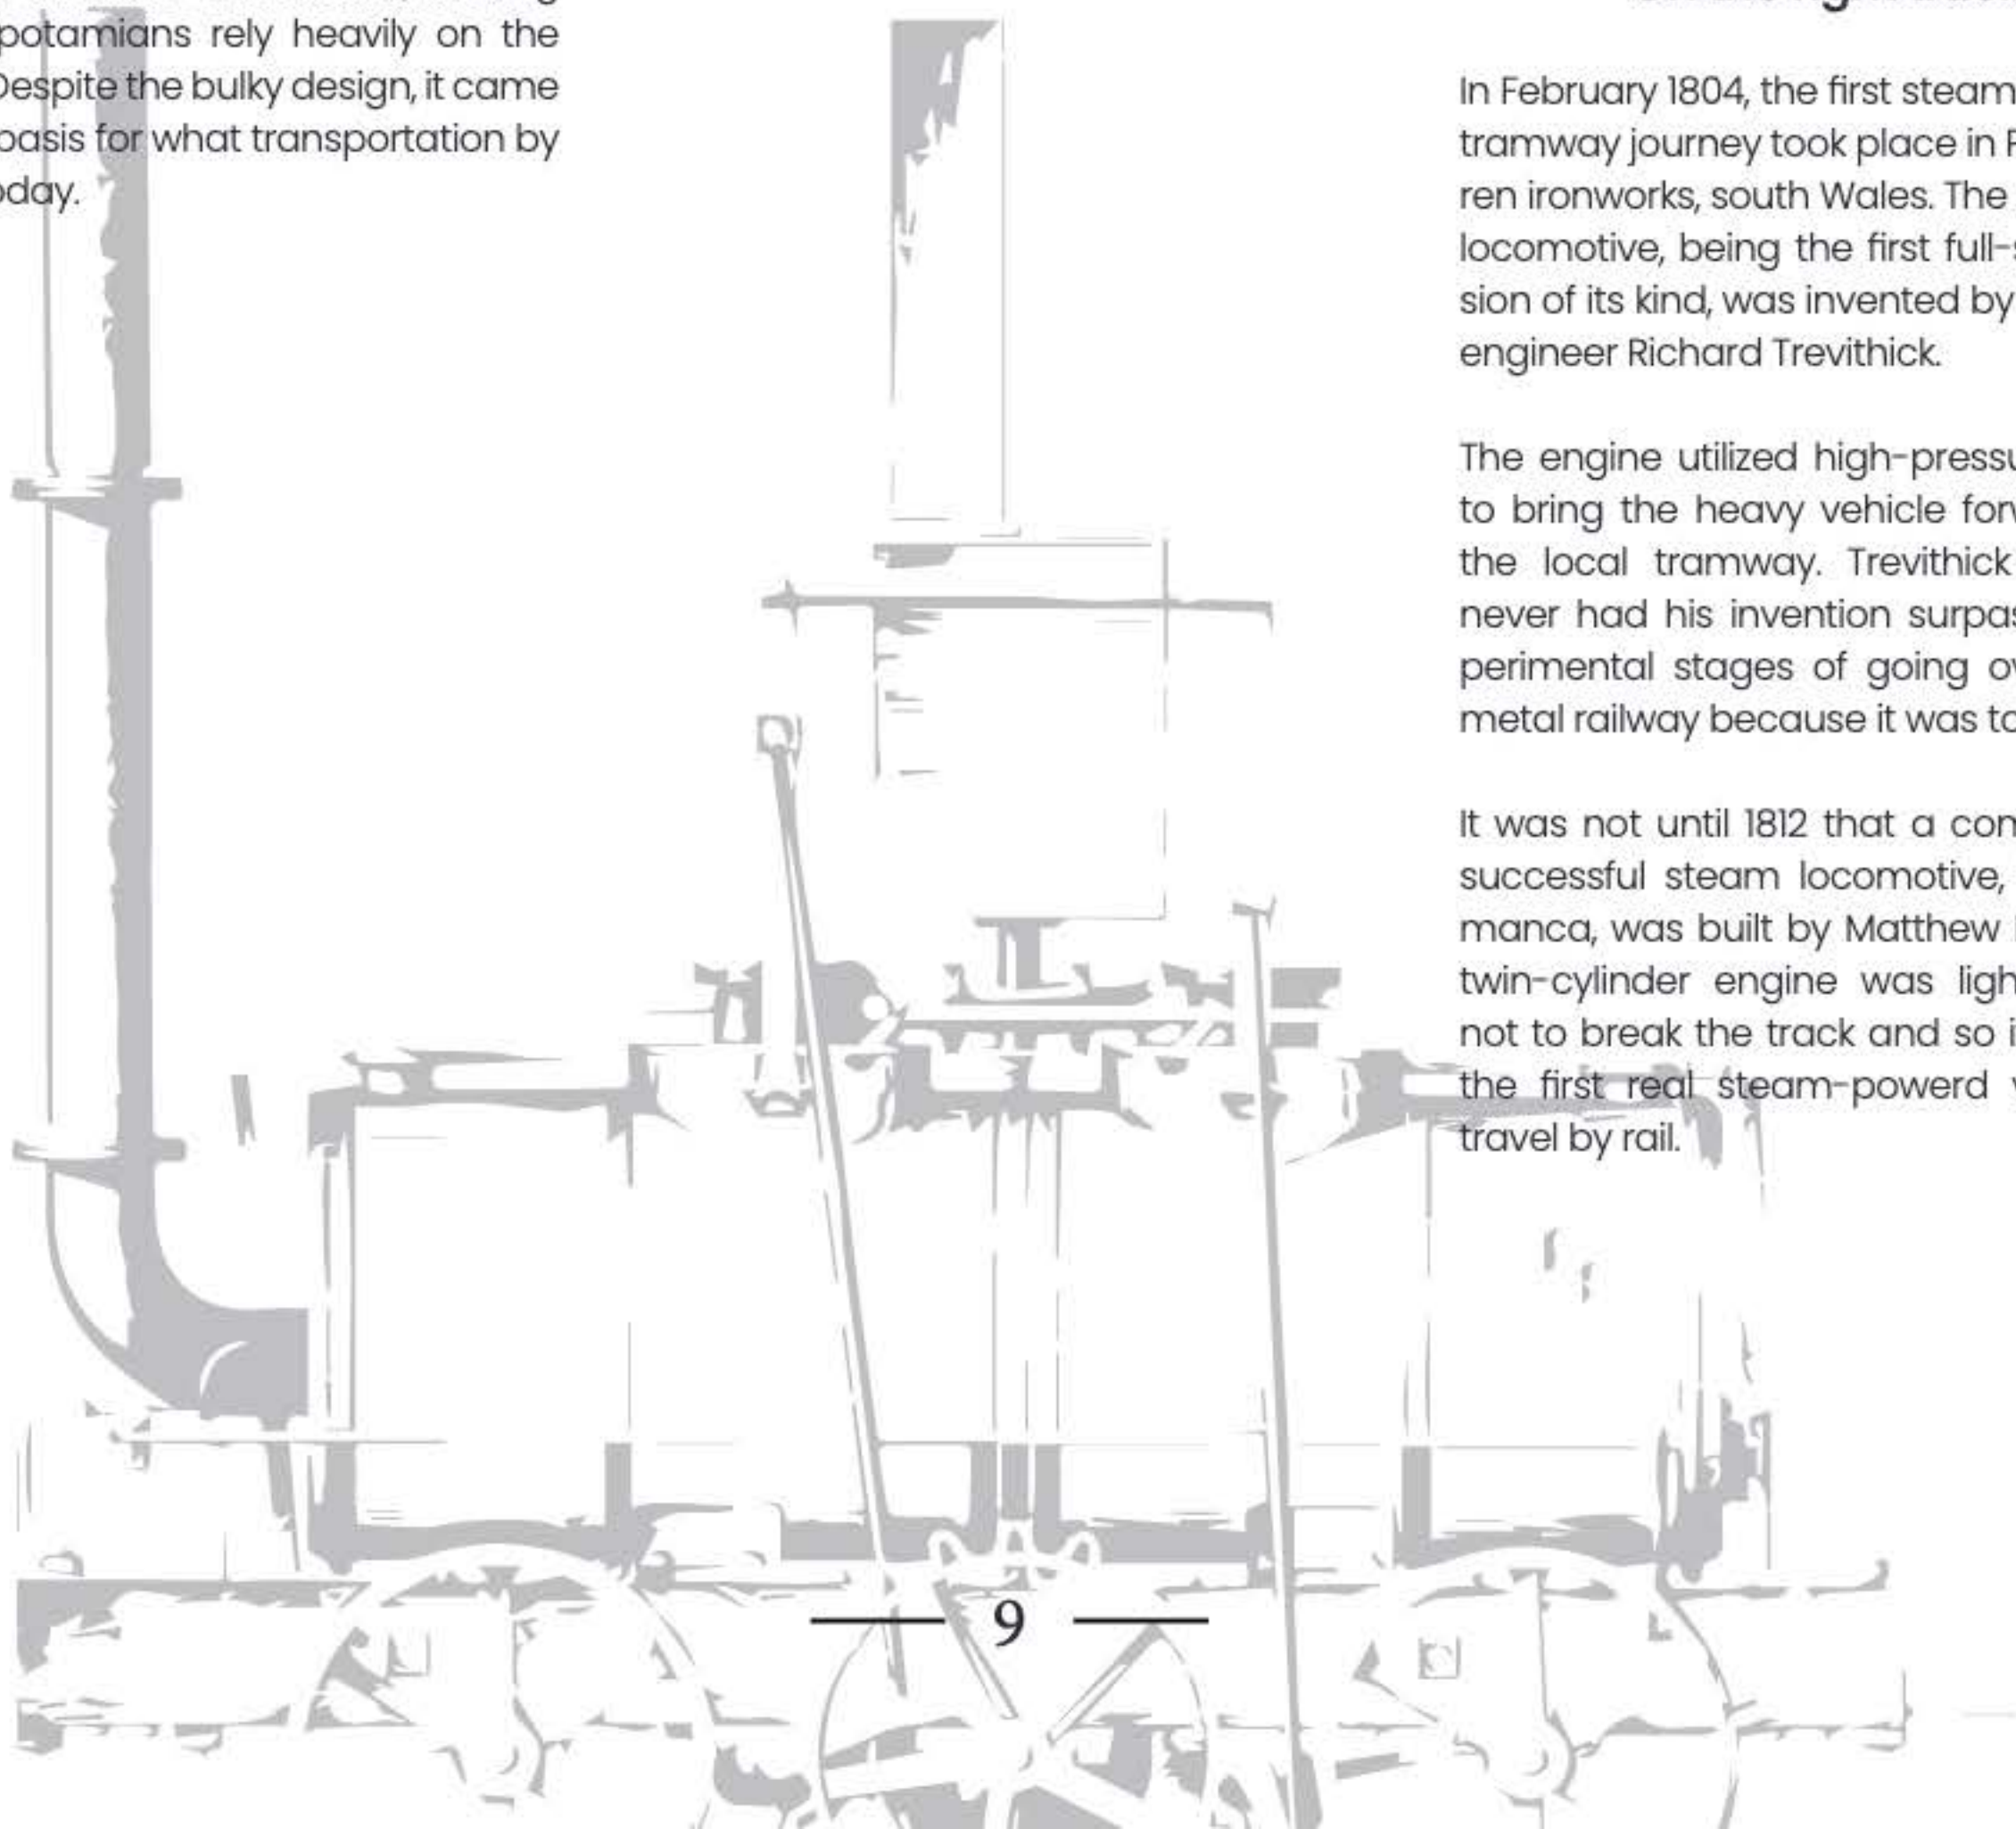 potamians rely heavily on the
Despite the bulky design, it came
basis for what transportation by
oday.
In February 1804, the first steam
tramway journey took place in P
ren ironworks, south Wales. The
locomotive, being the first full-s
sion of its kind, was invented by
engineer Richard Trevithick.
The engine utilized high-pressu
to bring the heavy vehicle forw
the local tramway. Trevithick
never had his invention surpas
perimental stages of going ov
metal railway because it was to
It was not until 1812 that a com
successful steam locomotive,
manca, was built by Matthew
twin-cylinder engine was ligh
not to break the track and so i
the first real steam-powerd
travel by rail.
9